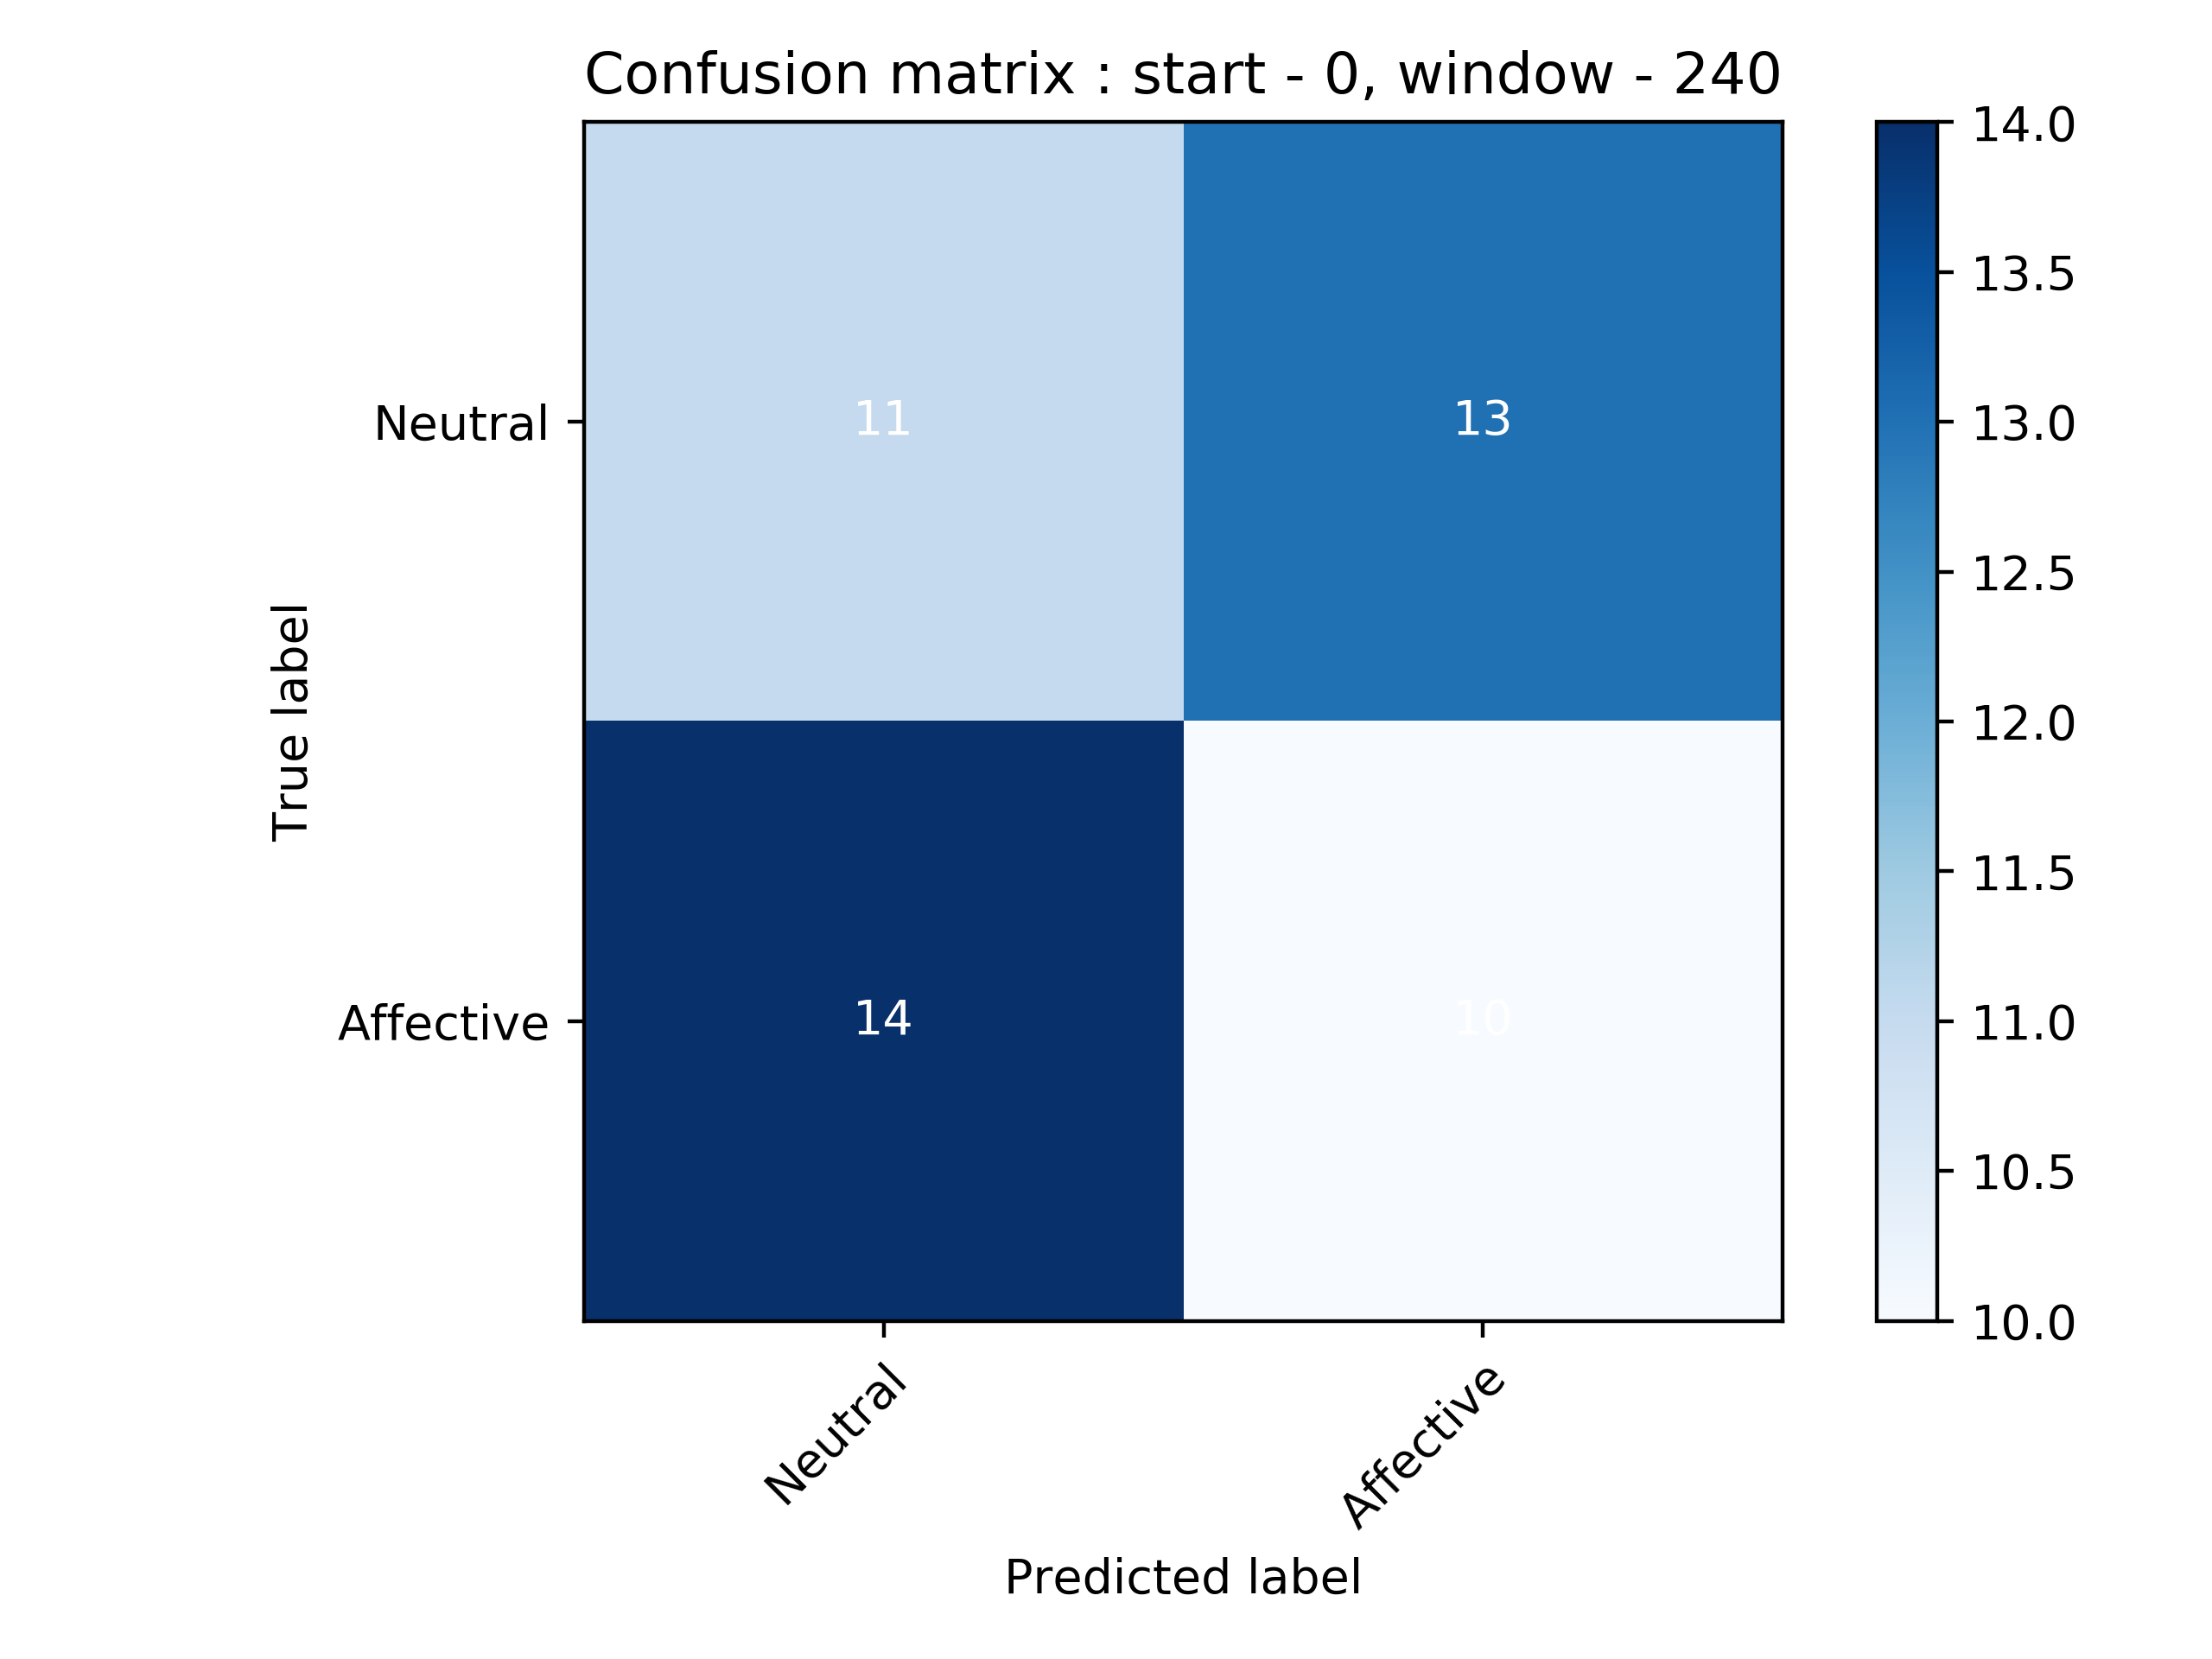 Confusion matrix : start - 0, window - 240
True label
Neutral
Affective
11
13
14
10
Neutral
Affective
Predicted label
14.0
13.5
13.0
12.5
12.0
11.5
11.0
10.5
10.0